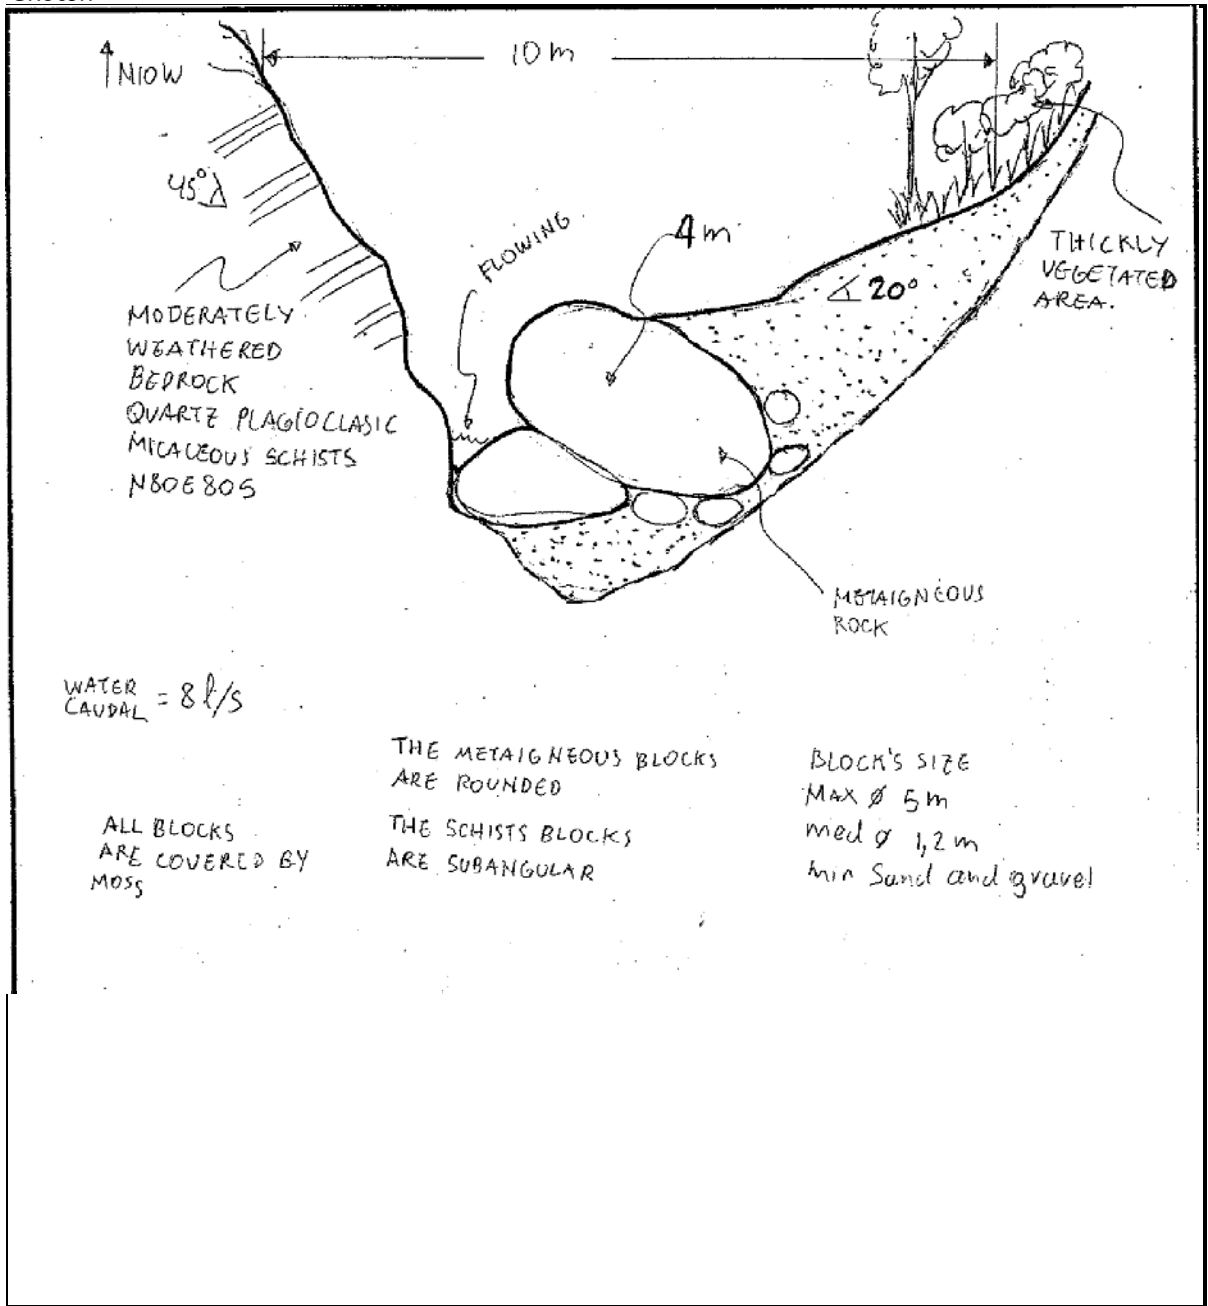 10 m
N10W
45°
FLOWING
4m
20°
THICKLY
VEGETATED
AREA.
MODERATELY
WEATHERED
BEDROCK
QUARTZ PLAGIOCLASIC
MICACEOUS SCHISTS
N80E80S
METAIGNEOUS
ROCK
WATER
CAUDAL = 8 l/s
THE METAIGNEOUS BLOCKS
ARE ROUNDED
THE SCHISTS BLOCKS
ARE SUBANGULAR
BLOCK'S SIZE
MAX Ø 5m
med Ø 1,2 m
min Sand and gravel
ALL BLOCKS
ARE COVERED BY
MOSS